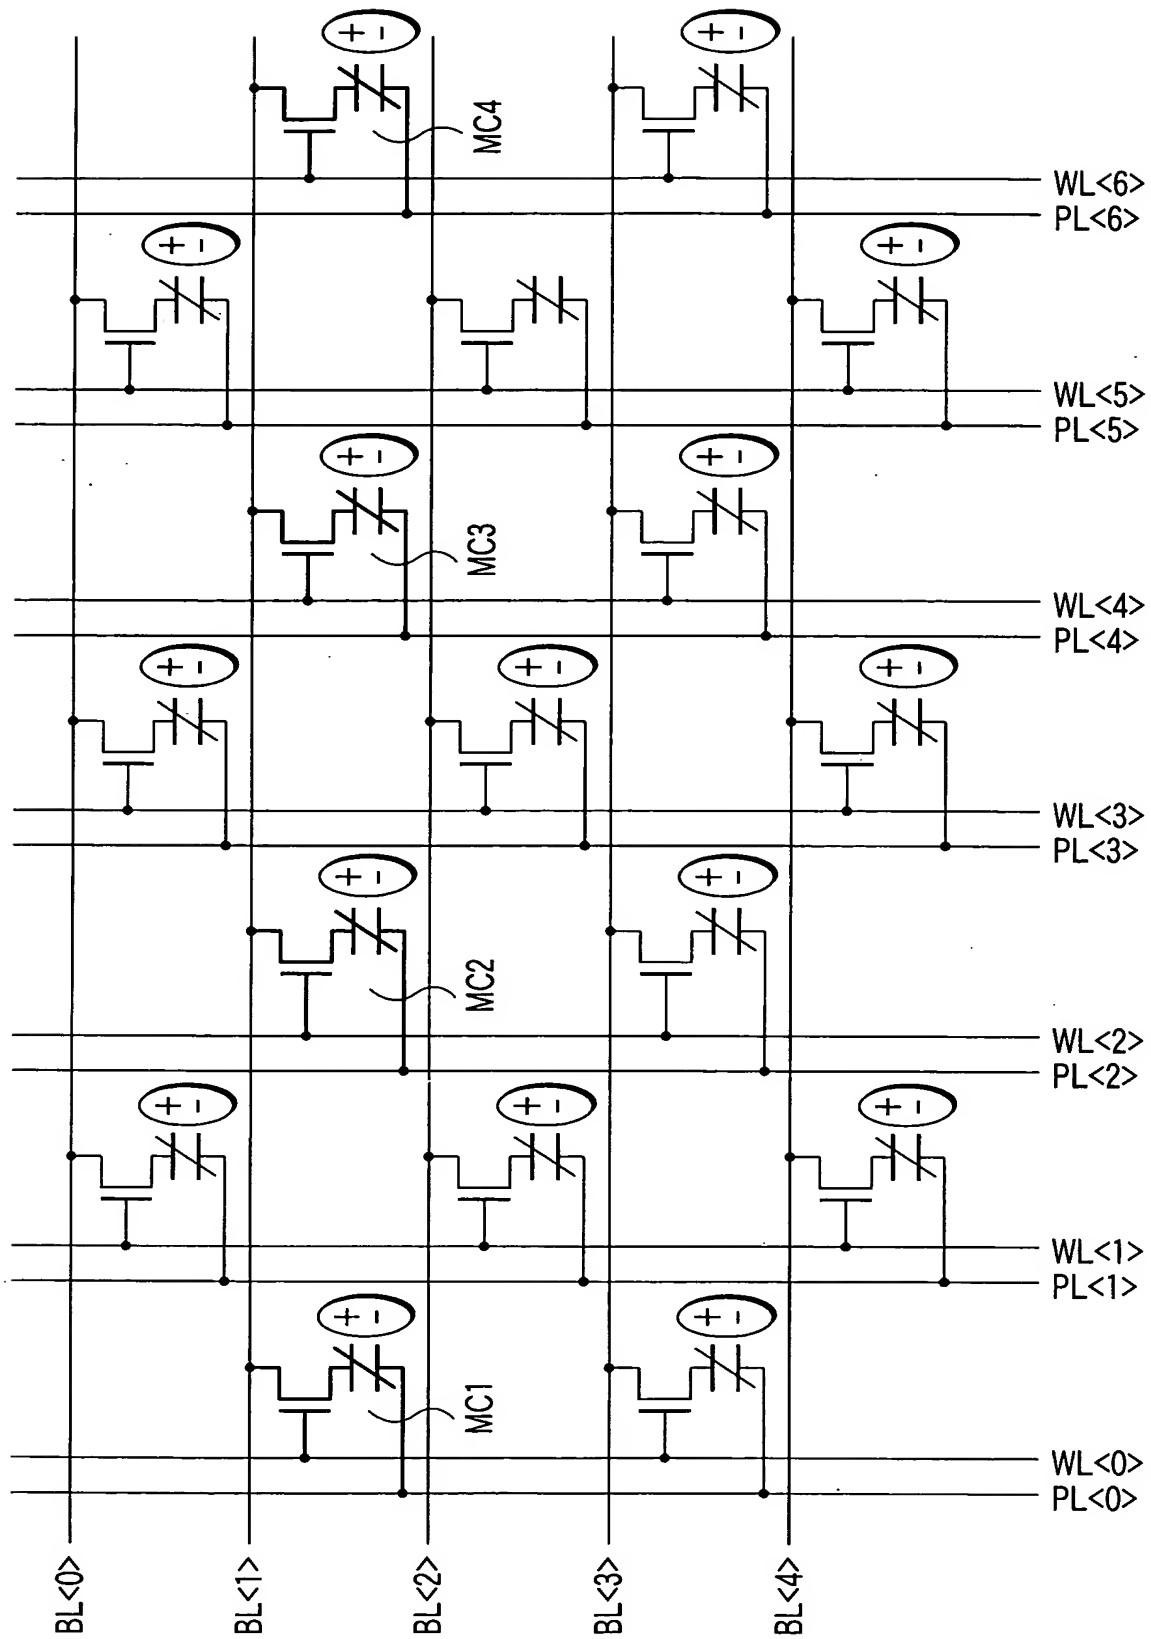 + -
+ -
MC4
WL<6>
PL<6>
+ -
+ -
WL<5>
PL<5>
+ -
+ -
MC3
WL<4>
PL<4>
+ -
+ -
+ -
WL<3>
PL<3>
+ -
+ -
MC2
WL<2>
PL<2>
+ -
+ -
+ -
WL<1>
PL<1>
+ -
+ -
MC1
WL<0>
PL<0>
BL<0>
BL<1>
BL<2>
BL<3>
BL<4>